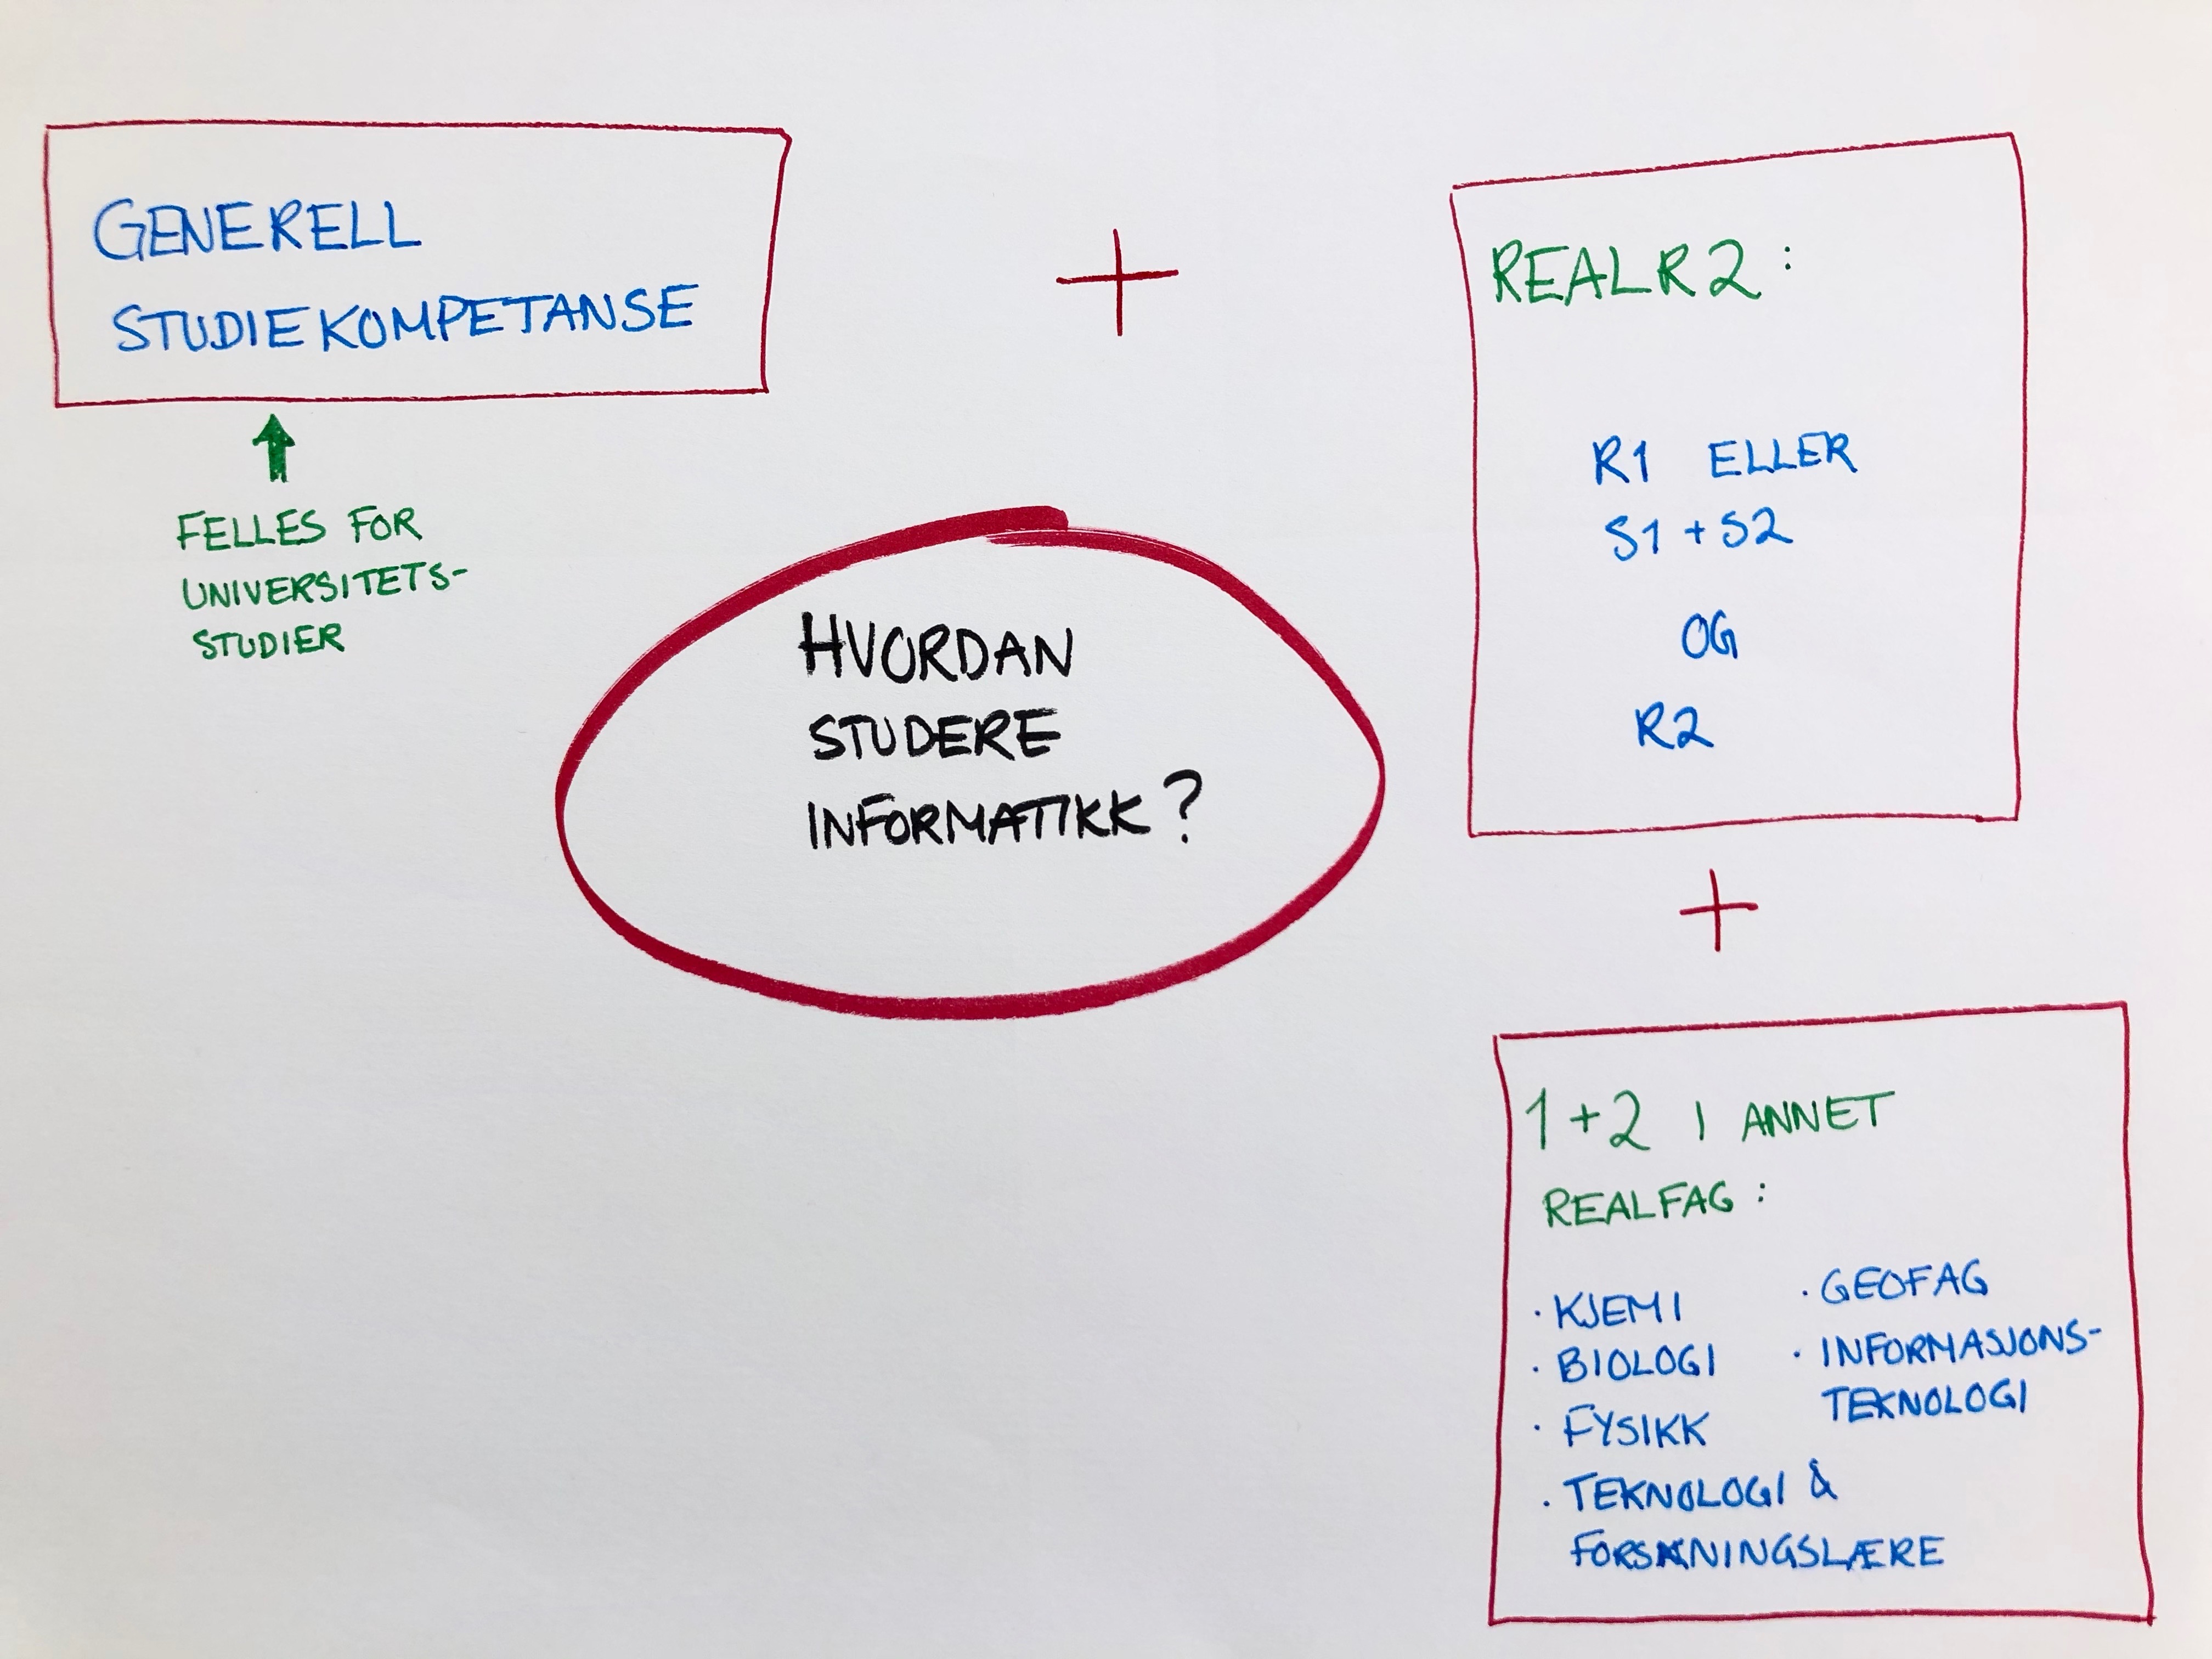 GENERELL
STUDIEKOMPETANSE
FELLES FOR
UNIVERSITETS-
STUDIER
+
HVORDAN
STUDERE
INFORMATIKK?
REALR2:
R1 ELLER
S1 + S2
OG
R2
+
1+2 I ANNET
REALFAG:
· KJEMI
· BIOLOGI
· FYSIKK
· TEKNOLOGI &
FORSKNINGSLÆRE
· GEOFAG
· INFORMASJONS-
TEKNOLOGI